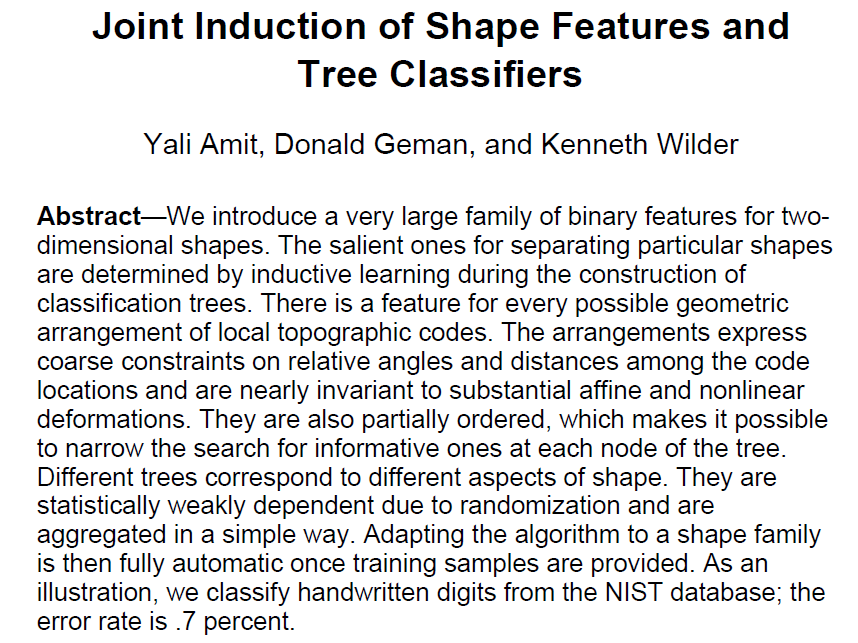 Joint Induction of Shape Features and
Tree Classifiers
Yali Amit, Donald Geman, and Kenneth Wilder
Abstract—We introduce a very large family of binary features for two-
dimensional shapes. The salient ones for separating particular shapes
are determined by inductive learning during the construction of
classification trees. There is a feature for every possible geometric
arrangement of local topographic codes. The arrangements express
coarse constraints on relative angles and distances among the code
locations and are nearly invariant to substantial affine and nonlinear
deformations. They are also partially ordered, which makes it possible
to narrow the search for informative ones at each node of the tree.
Different trees correspond to different aspects of shape. They are
statistically weakly dependent due to randomization and are
aggregated in a simple way. Adapting the algorithm to a shape family
is then fully automatic once training samples are provided. As an
illustration, we classify handwritten digits from the NIST database; the
error rate is .7 percent.